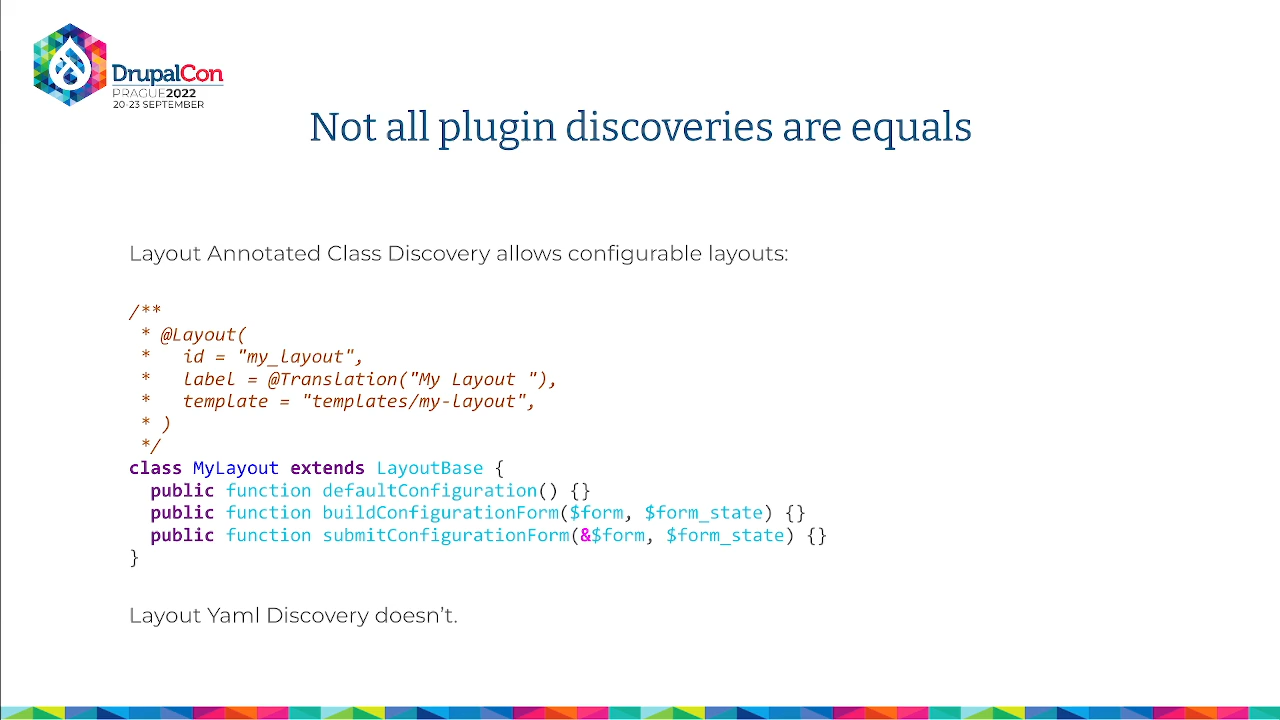 DrupalCon
PRAGUE2022
20-23 SEPTEMBER
Not all plugin discoveries are equals
Layout Annotated Class Discovery allows configurable layouts:
/**
 * @Layout(
 *   id = "my_layout",
 *   label = @Translation("My Layout "),
 *   template = "templates/my-layout",
 * )
 */
class MyLayout extends LayoutBase {
  public function defaultConfiguration() {}
  public function buildConfigurationForm($form, $form_state) {}
  public function submitConfigurationForm(&$form, $form_state) {}
}
Layout Yaml Discovery doesn’t.